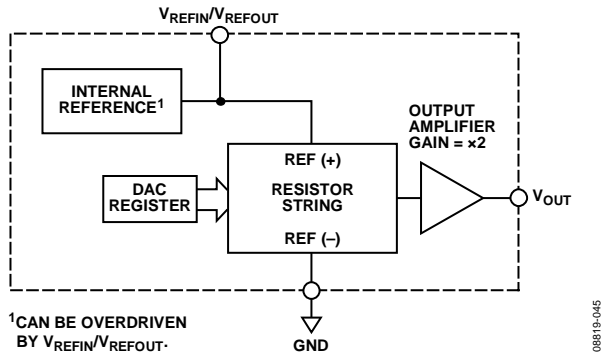 VREFIN/VREFOUT
INTERNAL
REFERENCE1
OUTPUT
AMPLIFIER
GAIN = ×2
REF (+)
DAC
REGISTER
RESISTOR
STRING
VOUT
REF (–)
1CAN BE OVERDRIVEN
BY VREFIN/VREFOUT.
GND
08819-045